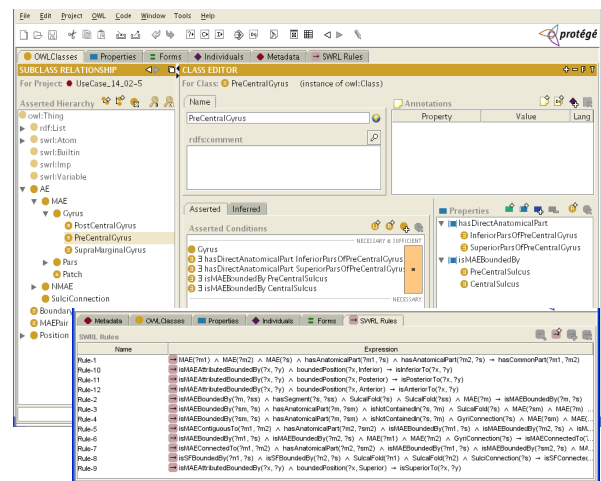 File Edit Project OWL Code Window Tools Help
protégé
OWLClasses Properties Forms Individuals Metadata SWRL Rules
SUBCLASS RELATIONSHIP
CLASS EDITOR
For Project: UseCase_14_02-5
For Class: PreCentralGyrus (instance of owl:Class)
Asserted Hierarchy
Name
Annotations
PreCentralGyrus
Property Value Lang
rdfs:comment
owl:Thing
rdf:List
swrl:Atom
swrl:Builtin
swrl:Imp
swrl:Variable
AE
MAE
Gyrus
PostCentralGyrus
PreCentralGyrus
SupraMarginalGyrus
Pars
Patch
NMAE
SulciConnection
Boundary
MAEPair
Position
Asserted Inferred
Asserted Conditions
NECESSARY & SUFFICIENT
Gyrus
∃ hasDirectAnatomicalPart InferiorParsOfPreCentralGyrus
∃ hasDirectAnatomicalPart SuperiorParsOfPreCentralGyrus
∃ isMAEBoundedBy PreCentralSulcus
∃ isMAEBoundedBy CentralSulcus
NECESSARY
Properties
hasDirectAnatomicalPart
InferiorParsOfPreCentralGyrus
SuperiorParsOfPreCentralGyrus
isMAEBoundedBy
PreCentralSulcus
CentralSulcus
Metadata OWLClasses Properties Individuals Forms SWRL Rules
SWRL Rules
Name Expression
Rule-1 MAE(?m1) ∧ MAE(?m2) ∧ MAE(?s) ∧ hasAnatomicalPart(?m1, ?s) ∧ hasAnatomicalPart(?m2, ?s) → hasCommonPart(?m1, ?m2)
Rule-10 isMAEAttributedBoundedBy(?x, ?y) ∧ boundedPosition(?x, Inferior) → isInferiorTo(?x, ?y)
Rule-11 isMAEAttributedBoundedBy(?x, ?y) ∧ boundedPosition(?x, Posterior) → isPosteriorTo(?x, ?y)
Rule-12 isMAEAttributedBoundedBy(?x, ?y) ∧ boundedPosition(?x, Anterior) → isAnteriorTo(?x, ?y)
Rule-2 isMAEBoundedBy(?m, ?ss) ∧ hasSegment(?s, ?ss) ∧ SulcalFold(?s) ∧ SulcalFold(?ss) ∧ MAE(?m) → isMAEBoundedBy(?m, ?s)
Rule-3 isMAEBoundedBy(?sm, ?s) ∧ hasAnatomicalPart(?m, ?sm) ∧ isNotContainedIn(?s, ?m) ∧ SulcalFold(?s) ∧ MAE(?sm) ∧ MAE(?m) ...
Rule-4 isMAEBoundedBy(?sm, ?s) ∧ hasAnatomicalPart(?m, ?sm) ∧ isNotContainedIn(?s, ?m) ∧ GyriConnection(?s) ∧ MAE(?sm) ∧ MAE...
Rule-5 isMAEContiguousTo(?m1, ?m2) ∧ hasAnatomicalPart(?m2, ?sm2) ∧ isMAEBoundedBy(?m1, ?s) ∧ isMAEBoundedBy(?m2, ?s) ∧ isM...
Rule-6 isMAEBoundedBy(?m1, ?s) ∧ isMAEBoundedBy(?m2, ?s) ∧ MAE(?m1) ∧ MAE(?m2) ∧ GyriConnection(?s) → isMAEConnectedTo(?...
Rule-7 isMAEConnectedTo(?m1, ?m2) ∧ hasAnatomicalPart(?m2, ?sm2) ∧ isMAEBoundedBy(?m1, ?s) ∧ isMAEBoundedBy(?sm2, ?s) ∧ MA...
Rule-8 isSFBoundedBy(?n1, ?s) ∧ isSFBoundedBy(?n2, ?s) ∧ SulcalFold(?n1) ∧ SulcalFold(?n2) ∧ SulciConnection(?s) → isSFConnecter...
Rule-9 isMAEAttributedBoundedBy(?x, ?y) ∧ boundedPosition(?x, Superior) → isSuperiorTo(?x, ?y)